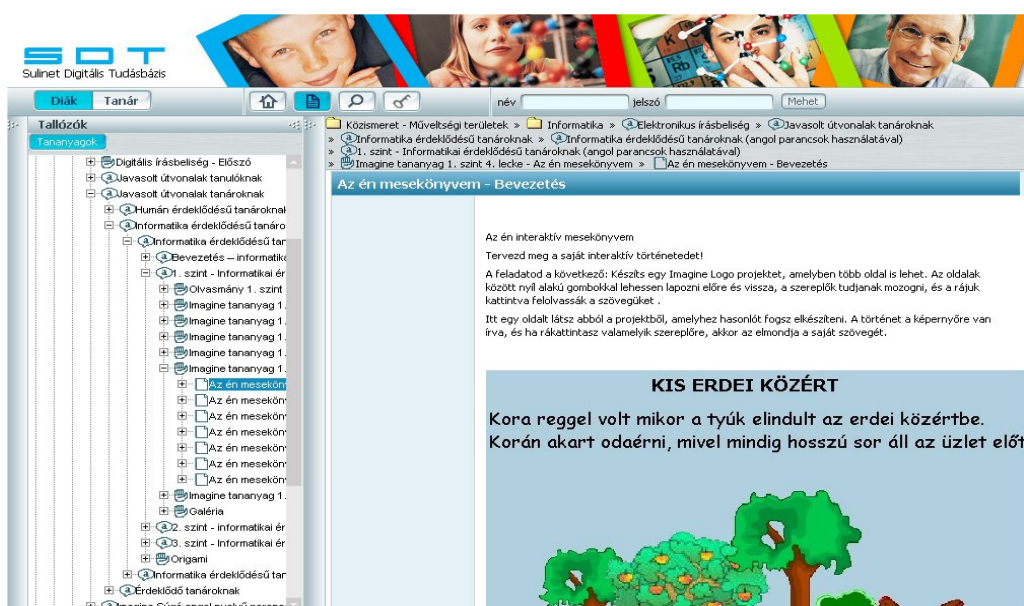 SDT
Sulinet Digitális Tudásbázis
Diák Tanár
név jelszó Mehet
Tallózók
Tananyagok
Digitális írásbeliség - Előszó
Javasolt útvonalak tanulóknak
Javasolt útvonalak tanároknak
Humán érdeklődésű tanároknak
Informatika érdeklődésű tanáro
Informatika érdeklődésű tar
Bevezetés – informatika
1. szint - Informatikai ér
Olvasmány 1. szint
Imagine tananyag 1.
Imagine tananyag 1.
Imagine tananyag 1.
Imagine tananyag 1.
Imagine tananyag 1.
Az én mesekön
Az én mesekön
Az én mesekön
Az én mesekön
Az én mesekön
Az én mesekön
Az én mesekön
Imagine tananyag 1.
Galéria
2. szint - informatikai ér
3. szint - Informatikai ér
Origami
Informatika érdeklődésű tar
Érdeklődő tanároknak
Közismeret - Műveltségi területek » Informatika » Elektronikus írásbeliség » Javasolt útvonalak tanároknak
» Informatika érdeklődésű tanároknak » Informatika érdeklődésű tanároknak (angol parancsok használatával)
» 1. szint - Informatikai érdeklődésű tanároknak (angol parancsok használatával)
» Imagine tananyag 1. szint 4. lecke - Az én mesekönyvem » Az én mesekönyvem - Bevezetés
Az én mesekönyvem - Bevezetés
Az én interaktív mesekönyvem
Tervezd meg a saját interaktív történetedet!
A feladatod a következő: Készíts egy Imagine Logo projektet, amelyben több oldal is lehet. Az oldalak
között nyíl alakú gombokkal lehessen lapozni előre és vissza, a szereplők tudjanak mozogni, és a rájuk
kattintva felolvassák a szövegüket .
Itt egy oldalt látsz abból a projektből, amelyhez hasonlót fogsz elkészíteni. A történet a képernyőre van
írva, és ha rákattintasz valamelyik szereplőre, akkor az elmondja a saját szövegét.
KIS ERDEI KÖZÉRT
Kora reggel volt mikor a tyúk elindult az erdei közértbe.
Korán akart odaérni, mivel mindig hosszú sor áll az üzlet előt